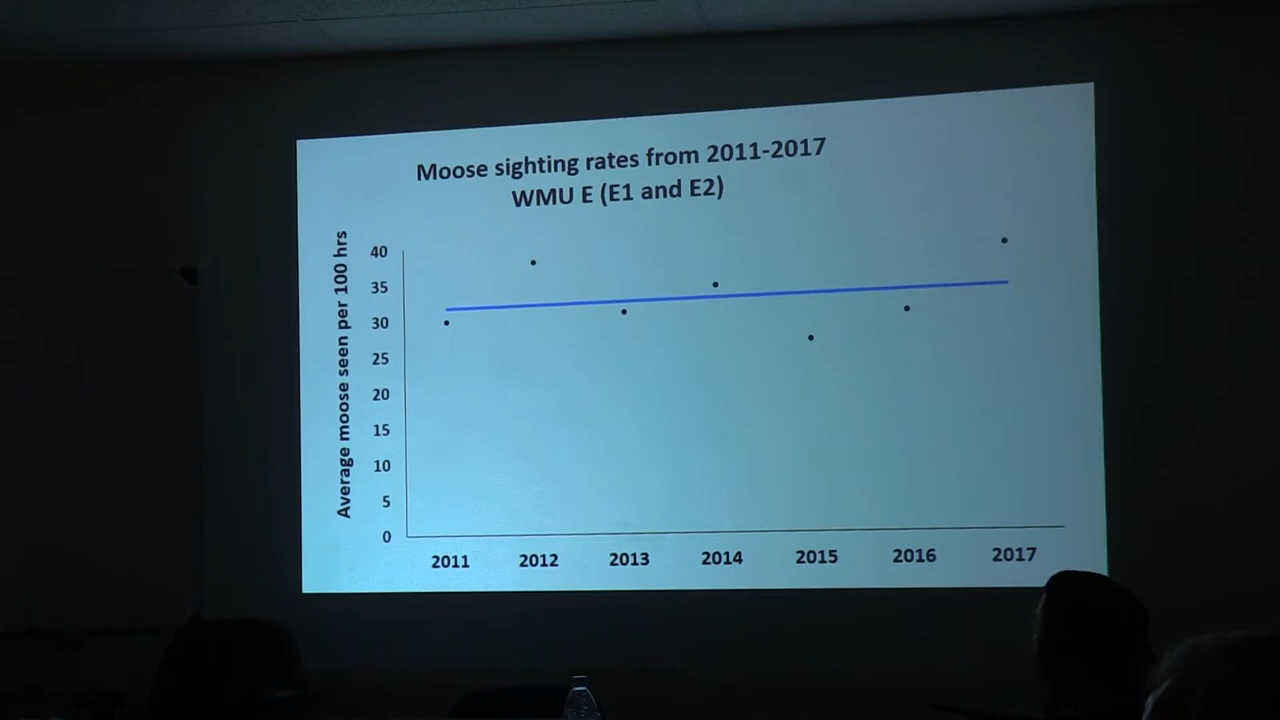 Moose sighting rates from 2011-2017
WMU E (E1 and E2)
Average moose seen per 100 hrs
40
35
30
25
20
15
10
5
0
2011 2012 2013 2014 2015 2016 2017